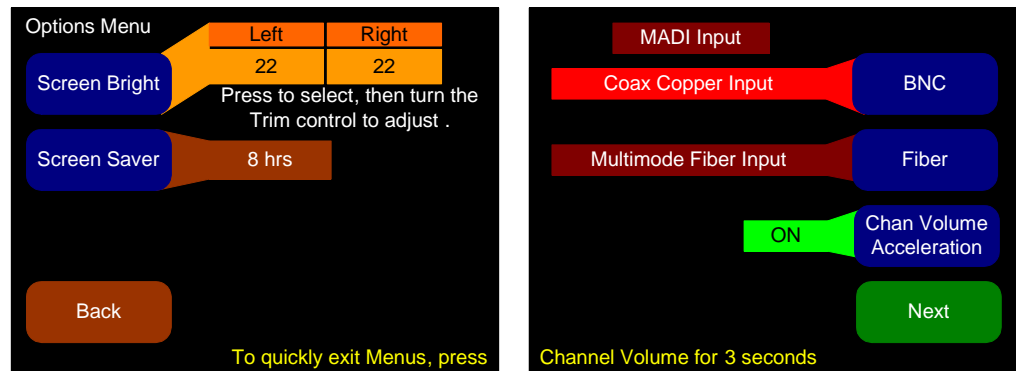 Options Menu
Left Right
Screen Bright
22 22
Press to select, then turn the
Trim control to adjust .
Screen Saver
8 hrs
Back
To quickly exit Menus, press
MADI Input
Coax Copper Input
BNC
Multimode Fiber Input
Fiber
ON
Chan Volume
Acceleration
Next
Channel Volume for 3 seconds